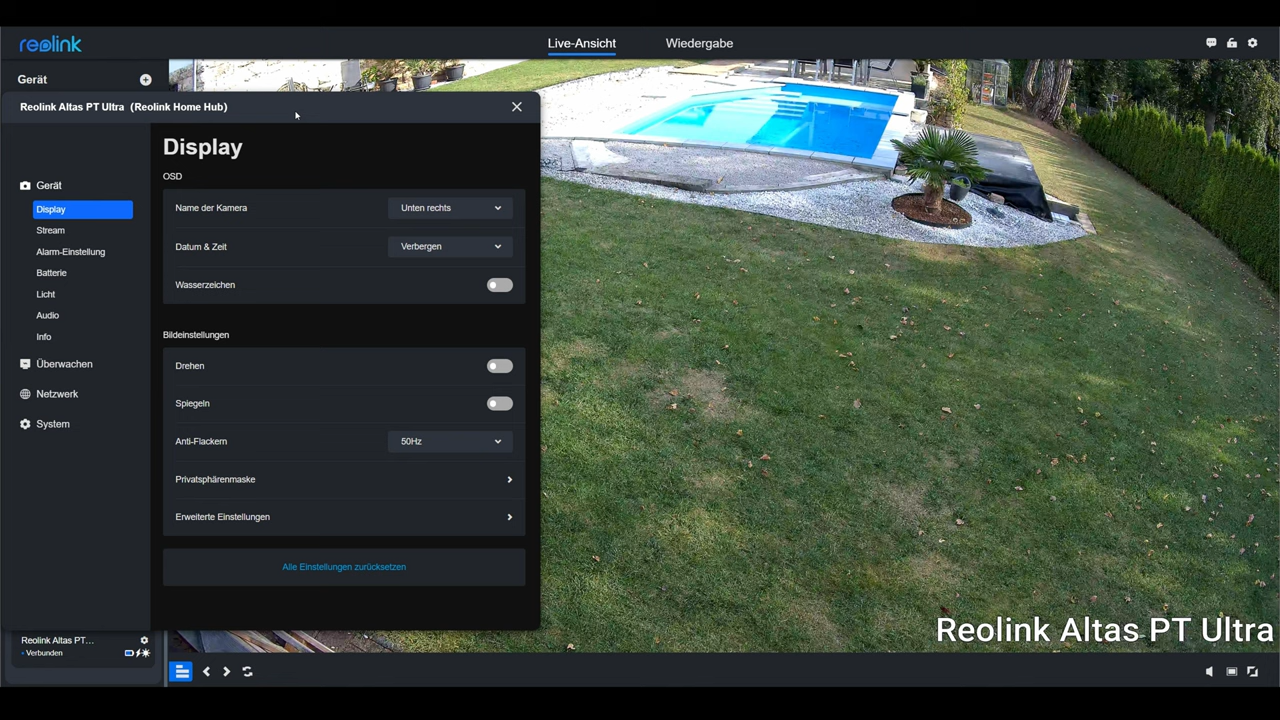 reolink
Live-Ansicht
Wiedergabe
Gerät
Reolink Altas PT Ultra (Reolink Home Hub)
Gerät
Display
Stream
Alarm-Einstellung
Batterie
Licht
Audio
Info
Überwachen
Netzwerk
System
Display
OSD
Name der Kamera
Unten rechts
Datum & Zeit
Verbergen
Wasserzeichen
Bildeinstellungen
Drehen
Spiegeln
Anti-Flackern
50Hz
Privatsphärenmaske
Erweiterte Einstellungen
Alle Einstellungen zurücksetzen
Reolink Altas PT...
Verbunden
Reolink Altas PT Ultra